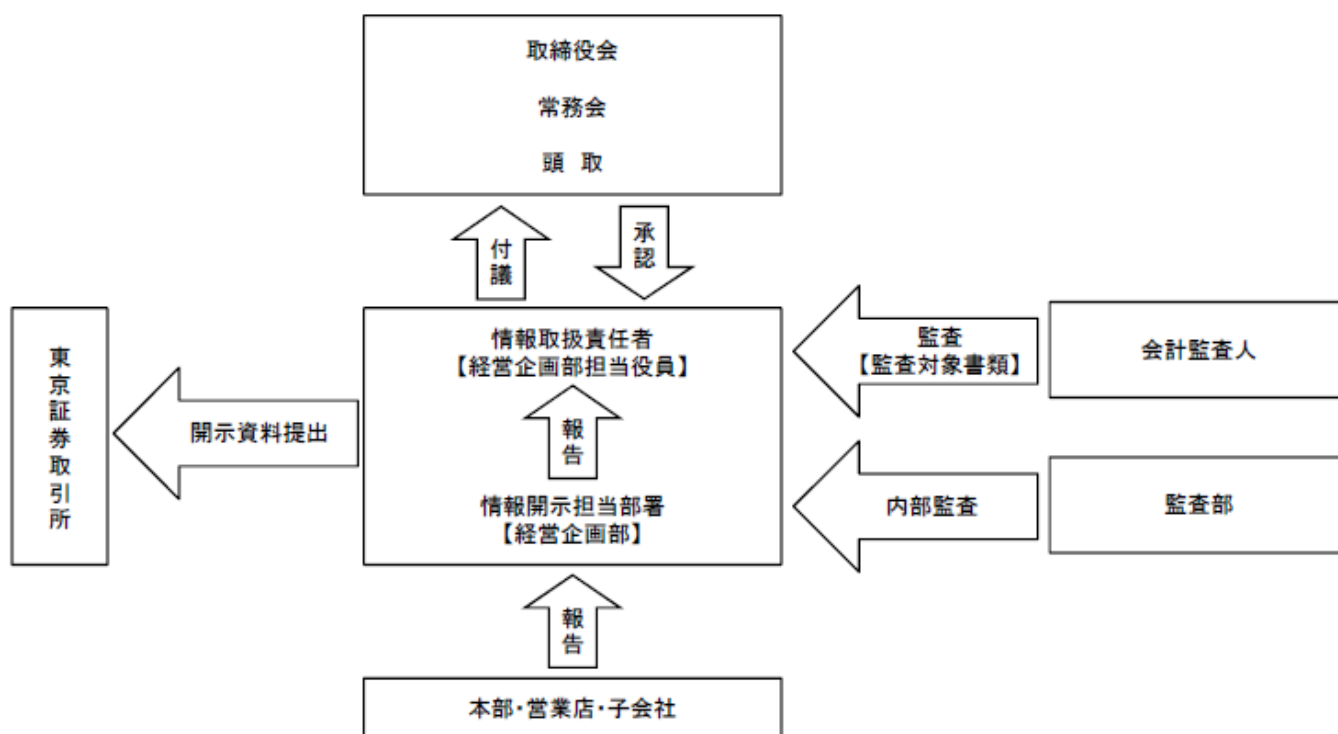 取締役会
常務会
頭 取
付議
承認
東京証券取引所
開示資料提出
情報取扱責任者
【経営企画部担当役員】
報告
情報開示担当部署
【経営企画部】
監査
【監査対象書類】
会計監査人
内部監査
監査部
報告
本部・営業店・子会社